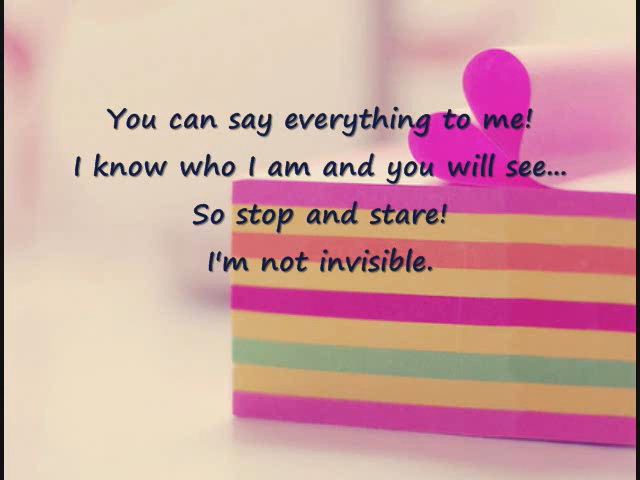 You can say everything to me!
I know who I am and you will see...
So stop and stare!
I'm not invisible.